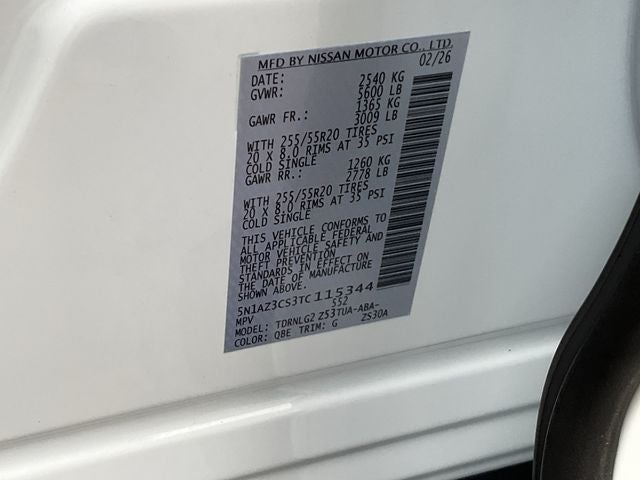 MFD BY NISSAN MOTOR CO., LTD.
DATE: 02/26
GVWR: 2540 KG
5600 LB
GAWR FR.: 1365 KG
3009 LB
WITH 255/55R20 TIRES
20 X 8.0 RIMS AT 35 PSI
COLD SINGLE
GAWR RR.: 1260 KG
2778 LB
WITH 255/55R20 TIRES
20 X 8.0 RIMS AT 35 PSI
COLD SINGLE
THIS VEHICLE CONFORMS TO
ALL APPLICABLE FEDERAL
MOTOR VEHICLE SAFETY AND
THEFT PREVENTION
STANDARDS IN EFFECT ON
THE DATE OF MANUFACTURE
SHOWN ABOVE.
5N1AZ3CS3TC115344
MPV 552
MODEL: TDRNLG2 Z53TUA-ABA-
COLOR: QBE TRIM: G ZS30A